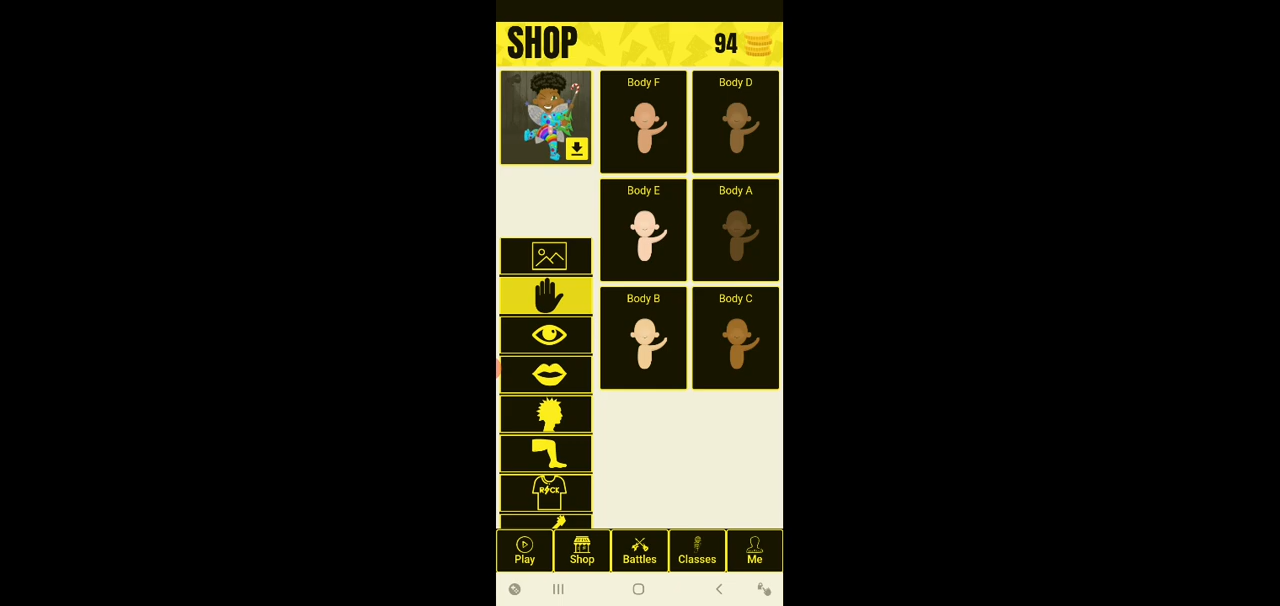 SHOP
94
Body F
Body D
Body E
Body A
Body B
Body C
ROCK
Play
Shop
Battles
Classes
Me